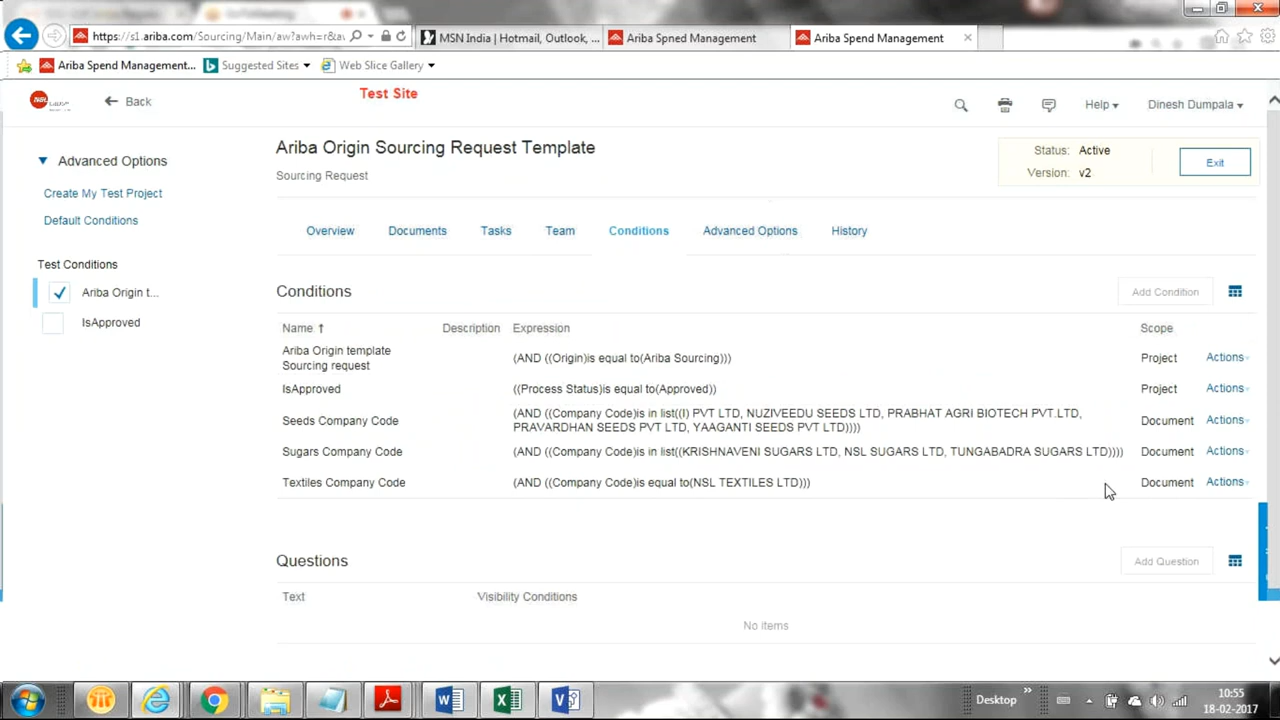 https://s1.ariba.com/Sourcing/Main/aw?awh=r&a
MSN India | Hotmail, Outlook, ...
Ariba Spned Management
Ariba Spend Management
Ariba Spend Management...
Suggested Sites
Web Slice Gallery
Back
Test Site
Help
Dinesh Dumpala
Advanced Options
Create My Test Project
Default Conditions
Test Conditions
Ariba Origin t...
IsApproved
Ariba Origin Sourcing Request Template
Sourcing Request
Status: Active
Version: v2
Exit
Overview Documents Tasks Team Conditions Advanced Options History
Conditions
Add Condition
Name ↑ Description Expression Scope
Ariba Origin template
Sourcing request
(AND ((Origin)is equal to(Ariba Sourcing)))
Project Actions
IsApproved ((Process Status)is equal to(Approved)) Project Actions
Seeds Company Code
(AND ((Company Code)is in list((I) PVT LTD, NUZIVEEDU SEEDS LTD, PRABHAT AGRI BIOTECH PVT.LTD,
PRAVARDHAN SEEDS PVT LTD, YAAGANTI SEEDS PVT LTD))))
Document Actions
Sugars Company Code (AND ((Company Code)is in list((KRISHNAVENI SUGARS LTD, NSL SUGARS LTD, TUNGABADRA SUGARS LTD)))) Document Actions
Textiles Company Code (AND ((Company Code)is equal to(NSL TEXTILES LTD))) Document Actions
Questions
Add Question
Text Visibility Conditions
No items
Desktop
10:55
18-02-2017